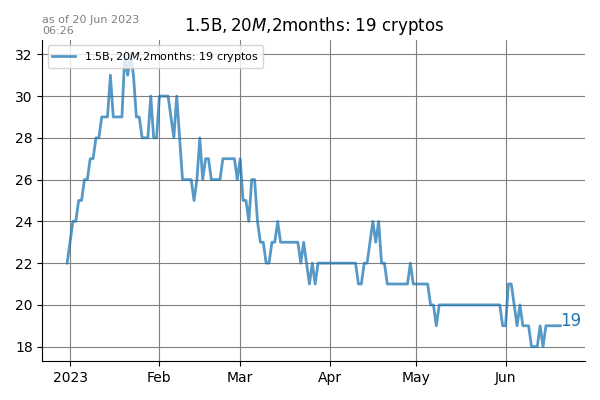 as of 20 Jun 2023
06:26
1.5B, 20M,2months: 19 cryptos
1.5B, 20M,2months: 19 cryptos
32
30
28
26
24
22
20
18
19
2023 Feb Mar Apr May Jun